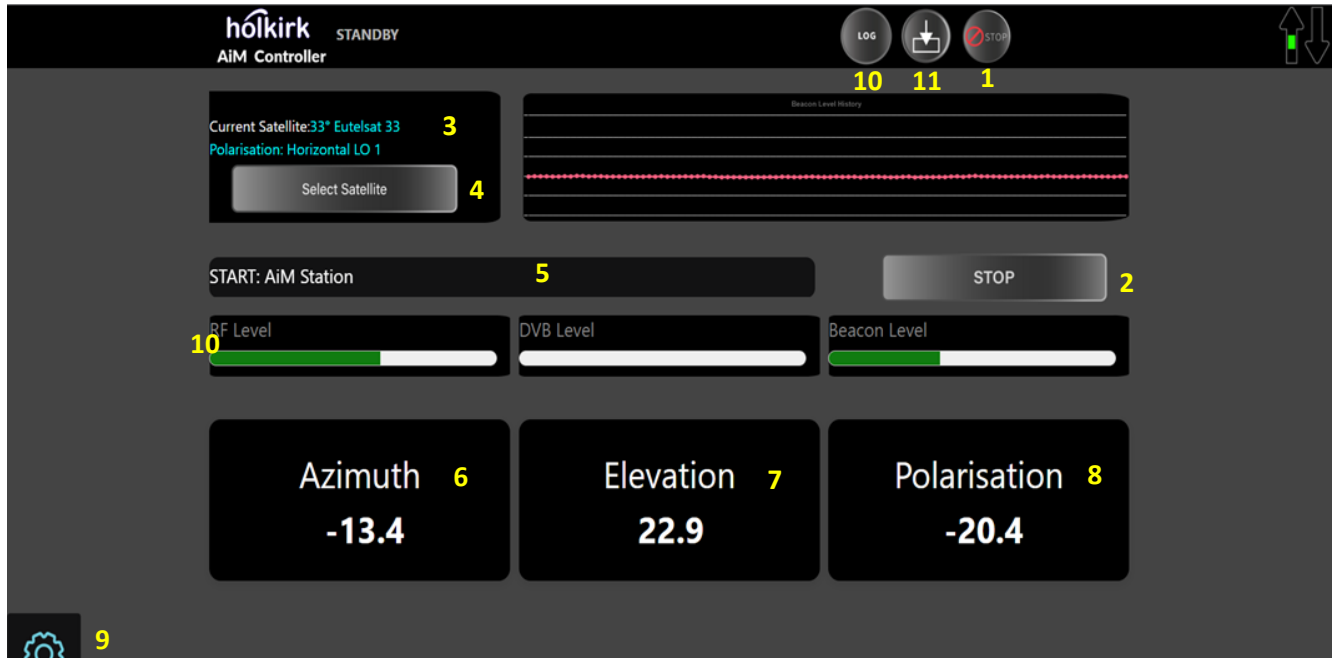 hölkirk STANDBY
AiM Controller
LOG
STOP
10 11 1
Current Satellite:33° Eutelsat 33 3
Polarisation: Horizontal LO 1
Select Satellite 4
Beacon Level History
START: AiM Station 5
STOP 2
RF Level
10
DVB Level
Beacon Level
Azimuth 6
-13.4
Elevation 7
22.9
Polarisation 8
-20.4
9